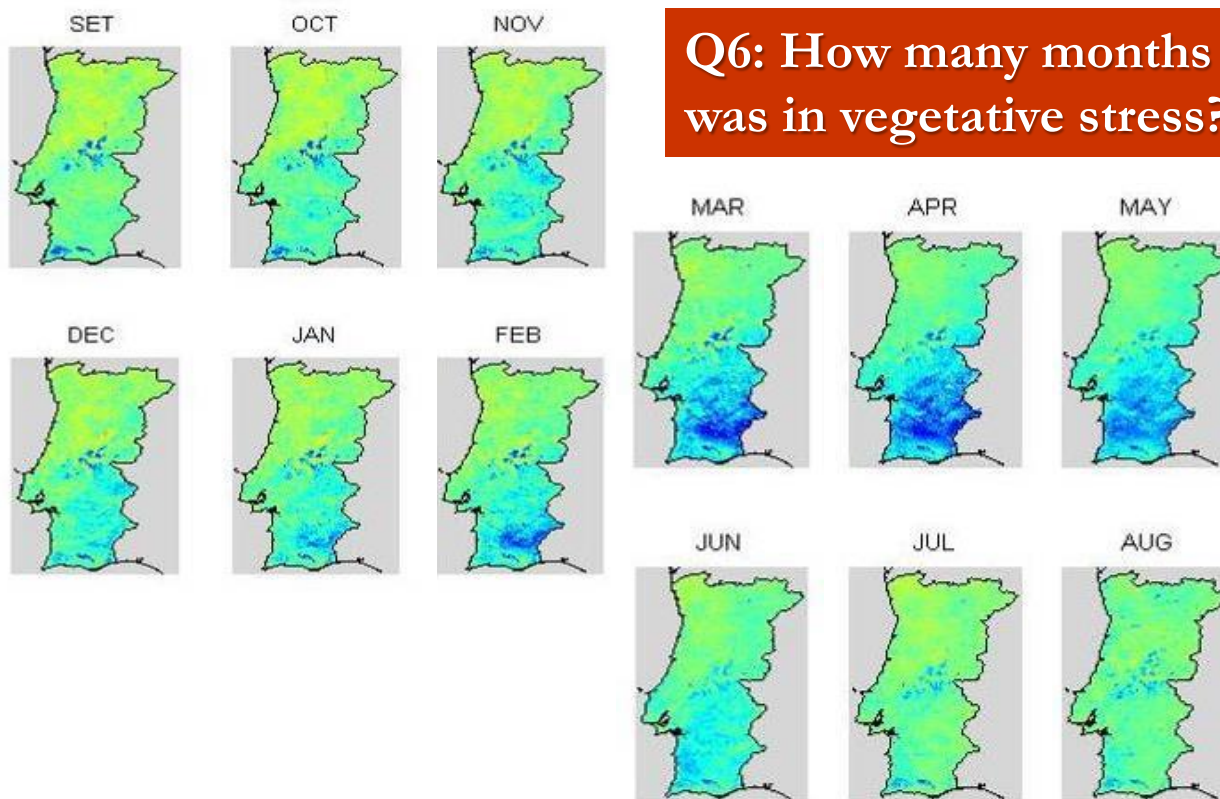 SET
OCT
NOV
Q6: How many months
was in vegetative stress?
DEC
JAN
FEB
MAR
APR
MAY
JUN
JUL
AUG